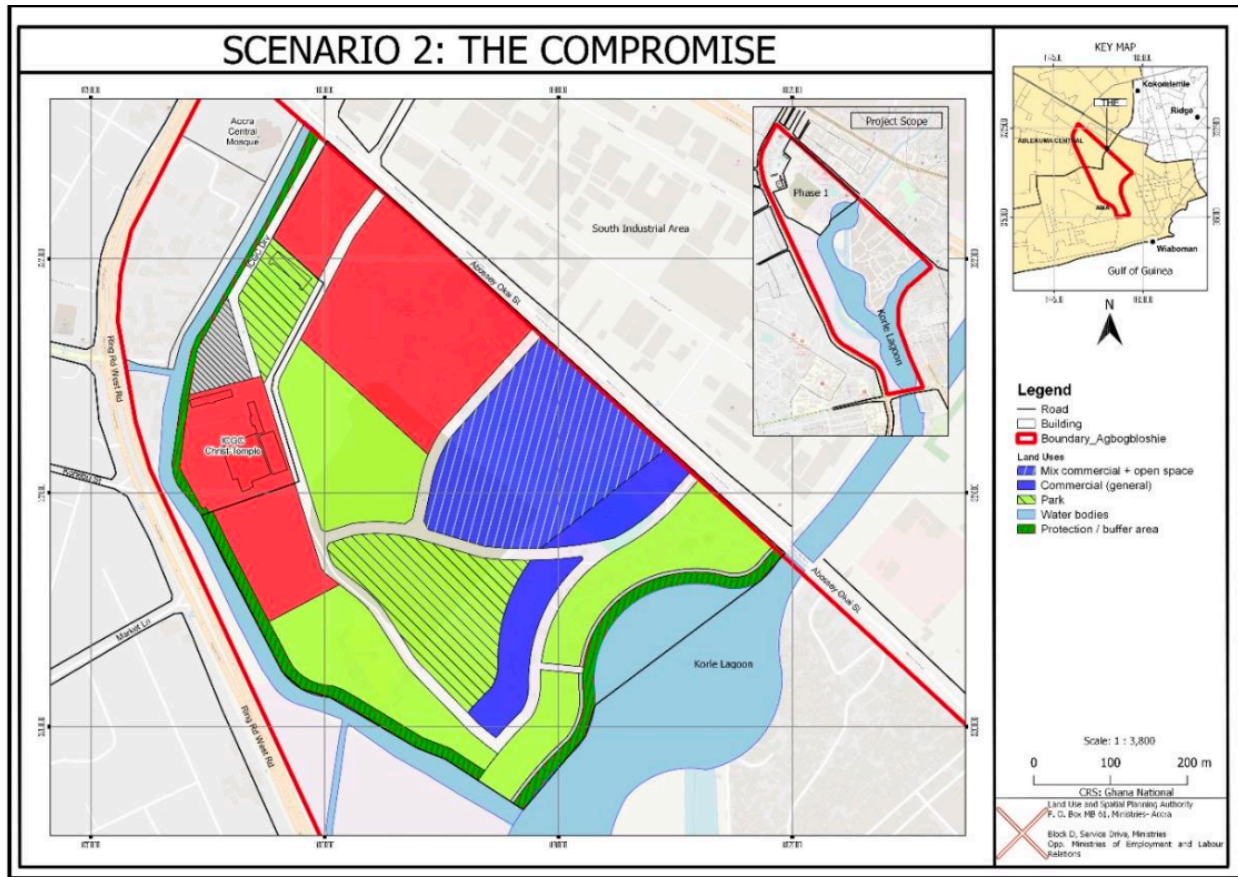 SCENARIO 2: THE COMPROMISE
Accra
Central
Mosque
ICGC Drv
South Industrial Area
Abossey Okai St
Ring Rd West Rd
ICGC
Christ Temple
Market Ln
Ring Rd West Rd
Korle Lagoon
Abossey Okai St
Project Scope
Phase 1
Korle Lagoon
KEY MAP
Kokomlemle
THE
Ridge
ABLEKUMA CENTRAL
AMA
Wiaboman
Gulf of Guinea
N
Legend
Road
Building
Boundary_Agbogbloshie
Land Uses
Mix commercial + open space
Commercial (general)
Park
Water bodies
Protection / buffer area
Scale: 1 : 3,800
0 100 200 m
CRS: Ghana National
Land Use and Spatial Planning Authority
P. O. Box MB 61, Ministries- Accra
Block D, Service Drive, Ministries
Opp. Ministries of Employment and Labour
Relations